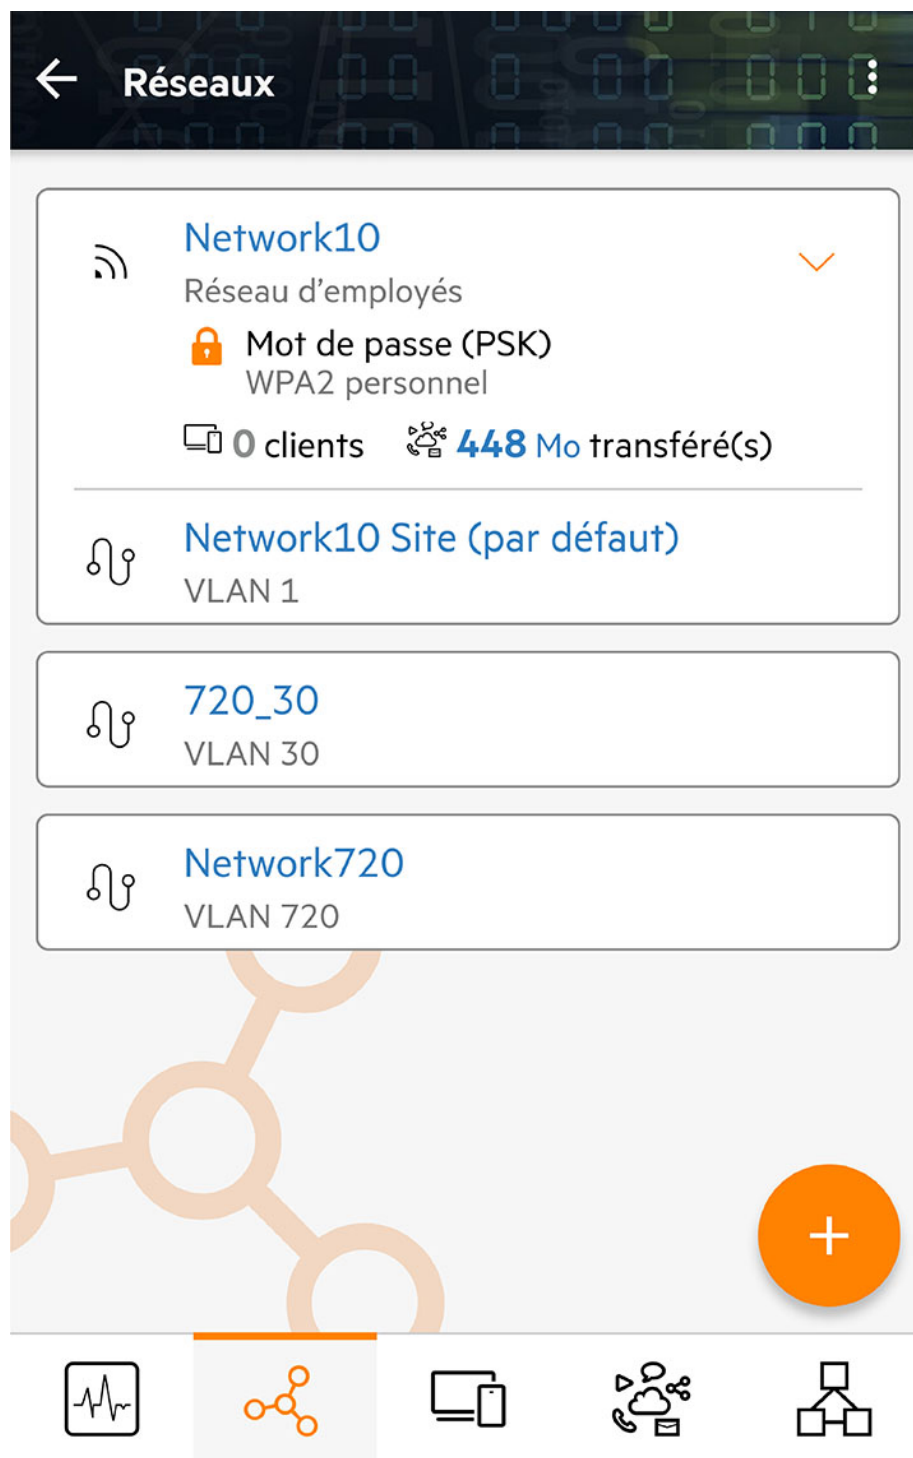 Réseaux
Network10
Réseau d’employés
Mot de passe (PSK)
WPA2 personnel
0 clients 448 Mo transféré(s)
Network10 Site (par défaut)
VLAN 1
720_30
VLAN 30
Network720
VLAN 720